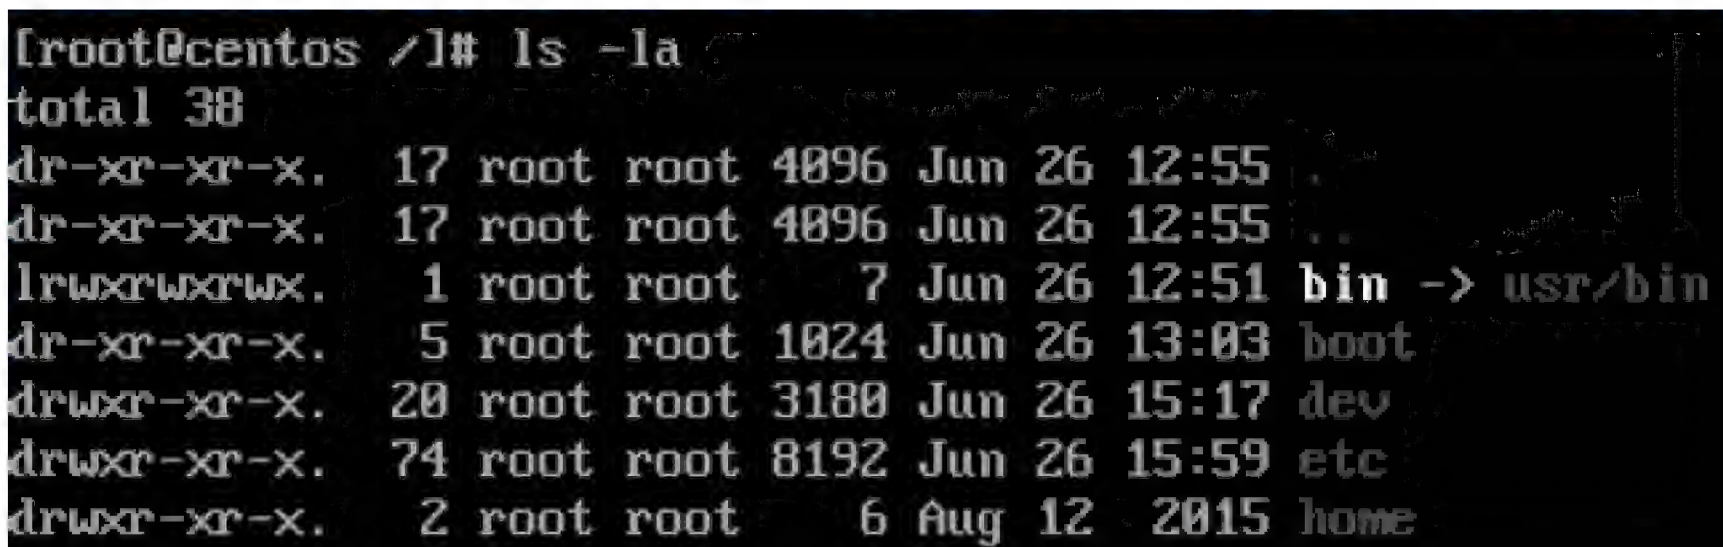 [root@centos /]# ls -la
total 38
dr-xr-xr-x.  17 root root 4096 Jun 26 12:55 .
dr-xr-xr-x.  17 root root 4096 Jun 26 12:55 ..
lrwxrwxrwx.   1 root root    7 Jun 26 12:51 bin -> usr/bin
dr-xr-xr-x.   5 root root 1024 Jun 26 13:03 boot
drwxr-xr-x.  20 root root 3180 Jun 26 15:17 dev
drwxr-xr-x.  74 root root 8192 Jun 26 15:59 etc
drwxr-xr-x.   2 root root    6 Aug 12  2015 home